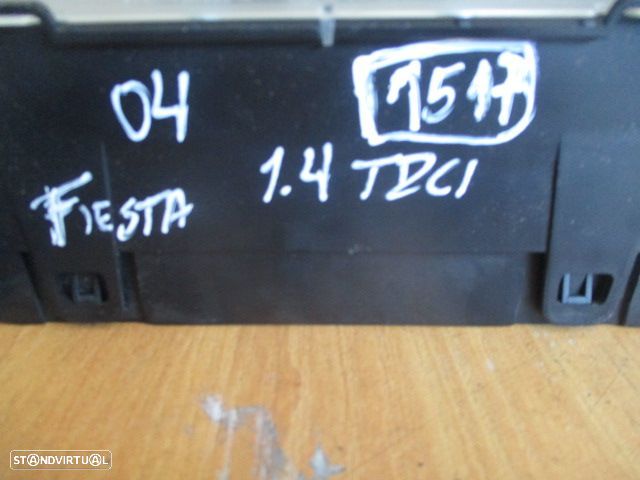 04 1517
FIESTA 1.4 TDCI
STANDVIRTUAL